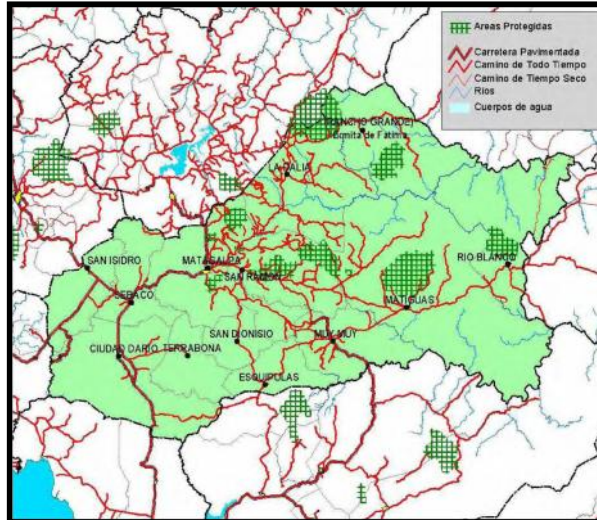 Areas Protegidas
Carretera Pavimentada
Camino de Todo Tiempo
Camino de Tiempo Seco
Rios
Cuerpos de agua
RANCHO GRANDE)
Ermita de Fatima
LA DALIA
SAN ISIDRO
MATAGALPA
SAN RAMON
RIO BLANCO
SEBACO
MATIGUAS
SAN DIONISIO
MUY MUY
CIUDAD DARIO
TERRABONA
ESQUIPULAS